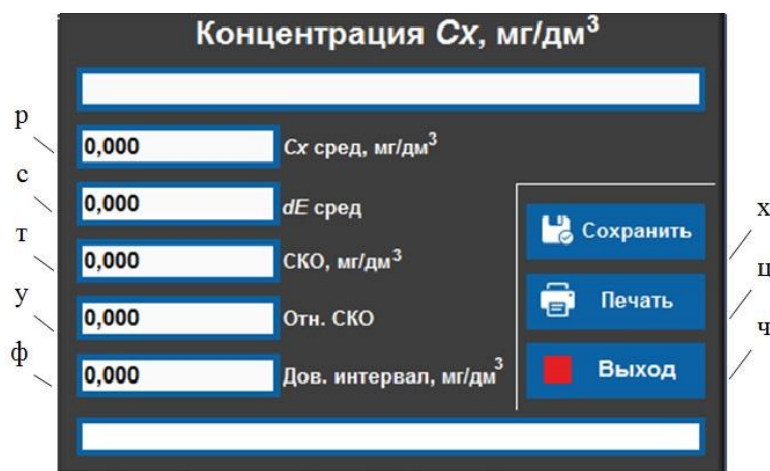 Концентрация Cx, мг/дм³
р
0,000 Cx сред, мг/дм³
с
0,000 dE сред
т
0,000 СКО, мг/дм³
у
0,000 Отн. СКО
ф
0,000 Дов. интервал, мг/дм³
Сохранить х
Печать ц
Выход ч